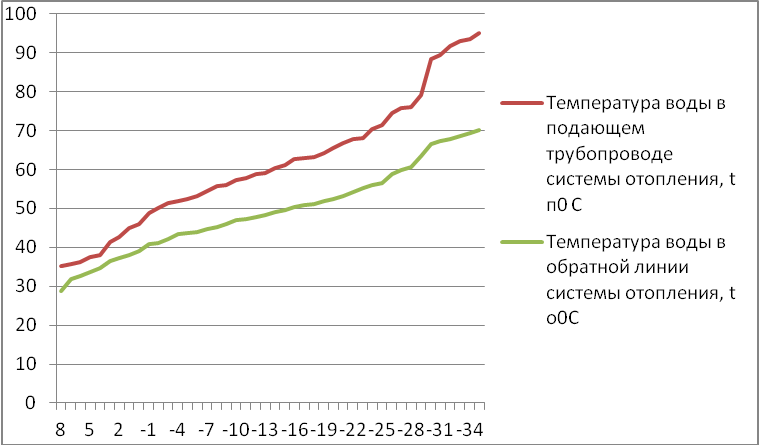 100
90
80
70
60
50
40
30
20
10
0
8 5 2 -1 -4 -7 -10 -13 -16 -19 -22 -25 -28 -31 -34
Температура воды в
подающем
трубопроводе
системы отопления, t
п0 С
Температура воды в
обратной линии
системы отопления, t
о0С